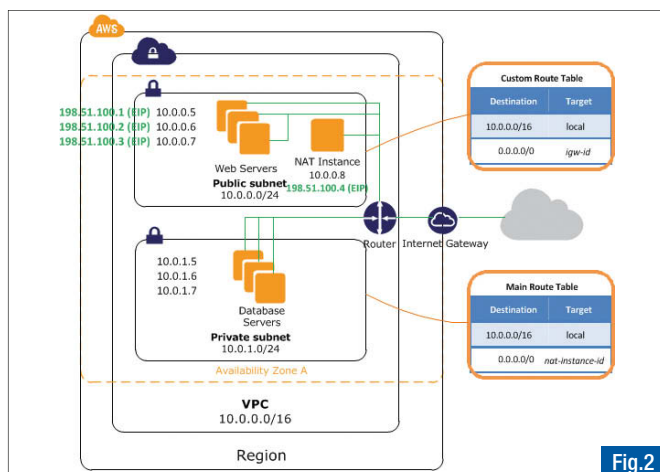 AWS
198.51.100.1 (EIP) 10.0.0.5
198.51.100.2 (EIP) 10.0.0.6
198.51.100.3 (EIP) 10.0.0.7
Web Servers
Public subnet
10.0.0.0/24
NAT Instance
10.0.0.8
198.51.100.4 (EIP)
Custom Route Table
Destination Target
10.0.0.0/16 local
0.0.0.0/0 igw-id
Router
Internet Gateway
10.0.1.5
10.0.1.6
10.0.1.7
Database
Servers
Private subnet
10.0.1.0/24
Availability Zone A
Main Route Table
Destination Target
10.0.0.0/16 local
0.0.0.0/0 nat-instance-id
VPC
10.0.0.0/16
Region
Fig.2